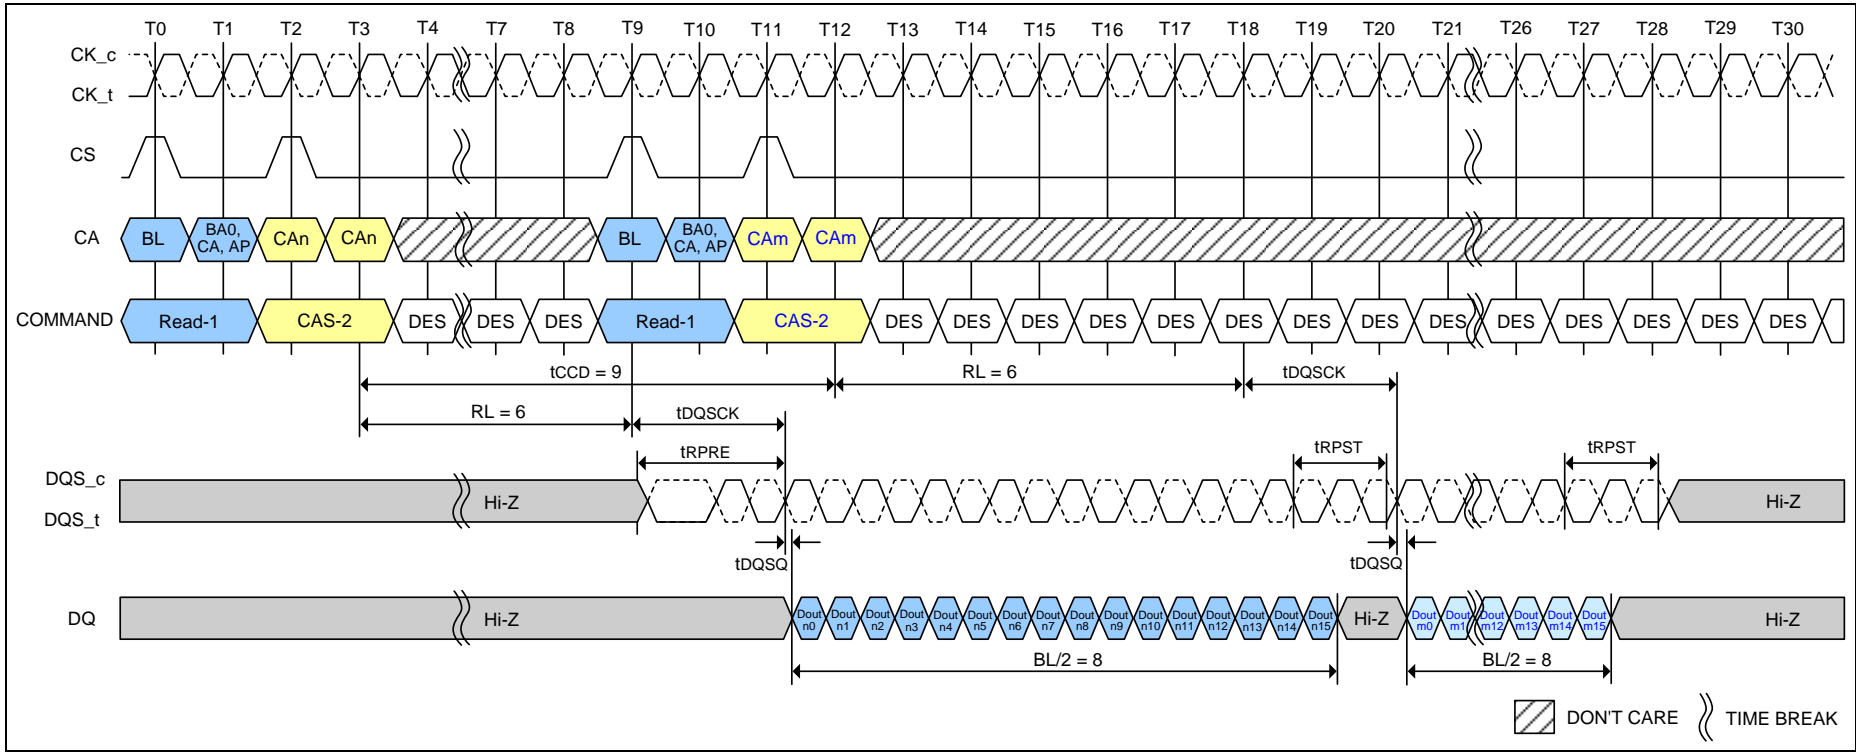 T0 T1 T2 T3 T4 T7 T8 T9 T10 T11 T12 T13 T14 T15 T16 T17 T18 T19 T20 T21 T26 T27 T28 T29 T30
CK_c
CK_t
CS
CA BL BA0, CA, AP CAn CAn BL BA0, CA, AP CAm CAm
COMMAND Read-1 CAS-2 DES DES DES Read-1 CAS-2 DES DES DES DES DES DES DES DES DES DES DES DES DES DES
tCCD = 9 RL = 6 tDQSCK
RL = 6 tDQSCK
tRPRE tRPST tRPST
DQS_c
Hi-Z Hi-Z
DQS_t
tDQSQ tDQSQ
DQ Hi-Z Dout n0 Dout n1 Dout n2 Dout n3 Dout n4 Dout n5 Dout n6 Dout n7 Dout n8 Dout n9 Dout n10 Dout n11 Dout n12 Dout n13 Dout n14 Dout n15 Hi-Z Dout m0 Dout m1 Dout m12 Dout m13 Dout m14 Dout m15 Hi-Z
BL/2 = 8 BL/2 = 8
DON'T CARE TIME BREAK